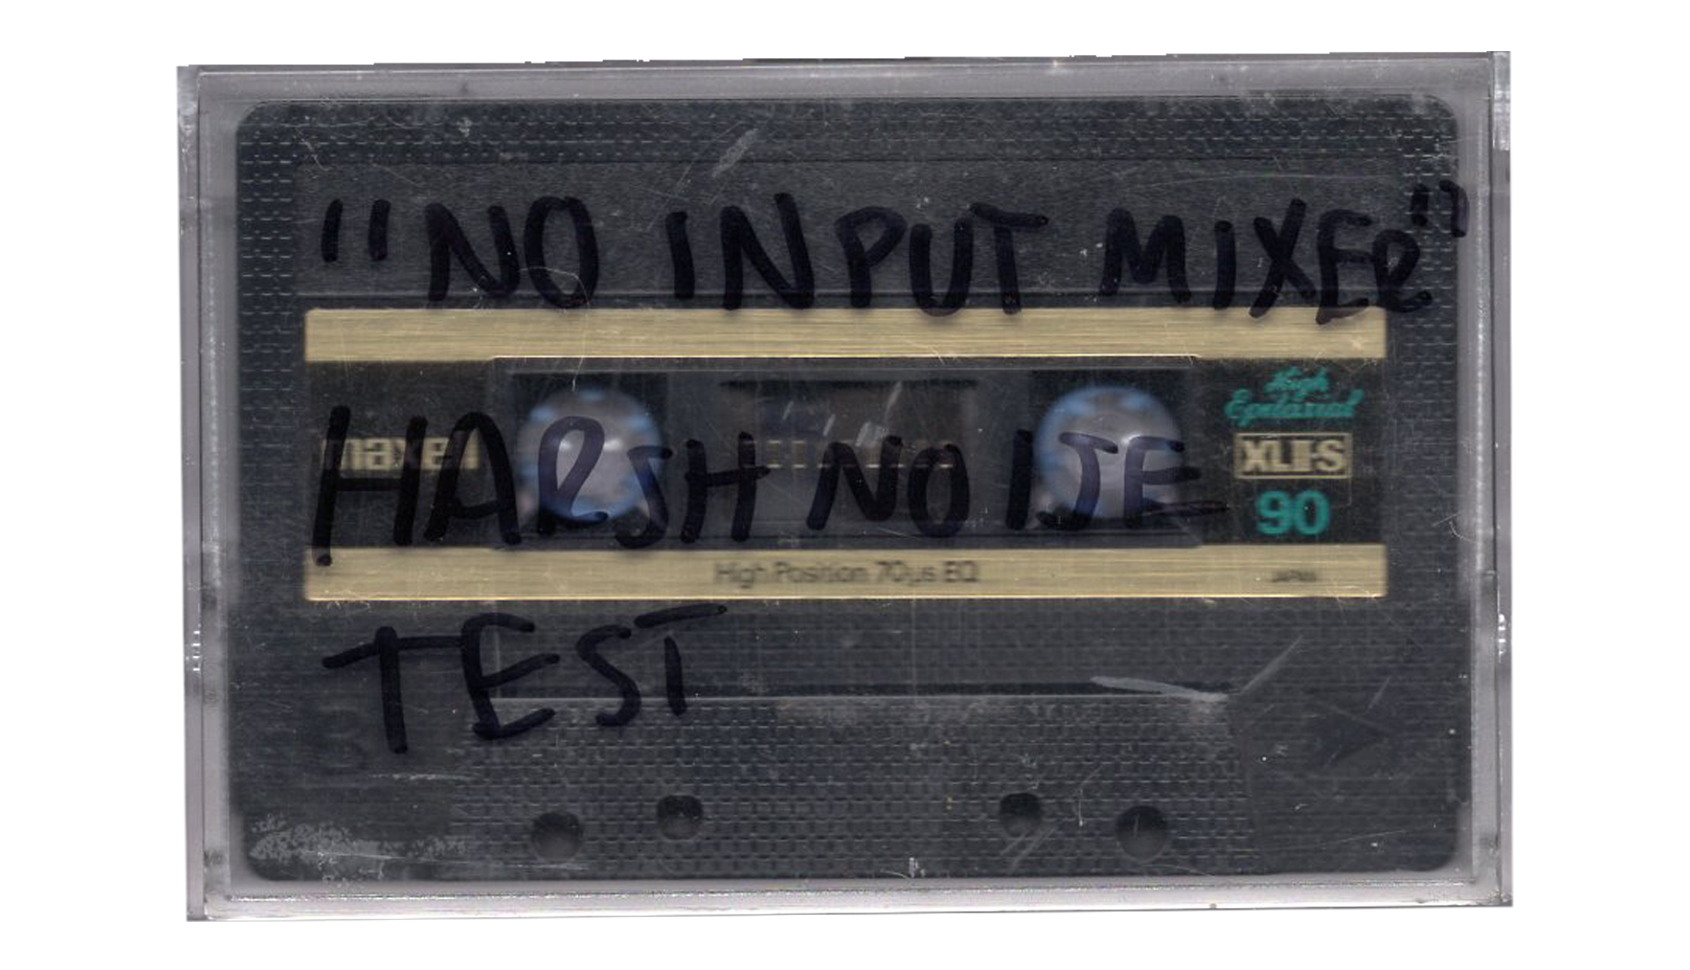 "NO INPUT MIXER"
High
Epitaxial
maxell
HARSH NOISE
XLII-S
90
High Position 70μs EQ
JAPAN
TEST